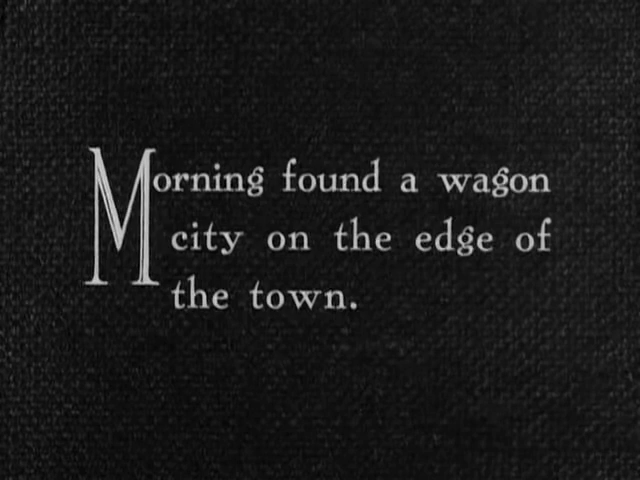 Morning found a wagon
city on the edge of
the town.